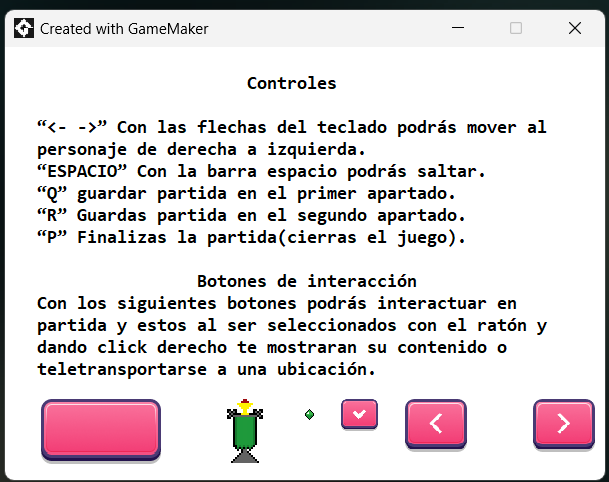 Created with GameMaker
Controles
“<- ->” Con las flechas del teclado podrás mover al
personaje de derecha a izquierda.
“ESPACIO” Con la barra espacio podrás saltar.
“Q” guardar partida en el primer apartado.
“R” Guardas partida en el segundo apartado.
“P” Finalizas la partida(cierras el juego).
Botones de interacción
Con los siguientes botones podrás interactuar en
partida y estos al ser seleccionados con el ratón y
dando click derecho te mostraran su contenido o
teletransportarse a una ubicación.